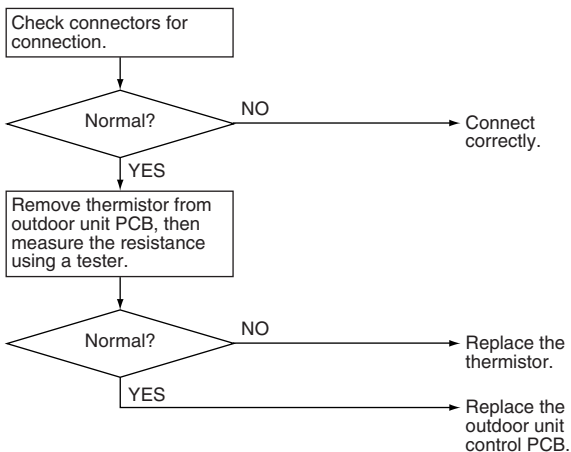 Check connectors for
connection.
Normal?
NO
Connect
correctly.
YES
Remove thermistor from
outdoor unit PCB, then
measure the resistance
using a tester.
Normal?
NO
Replace the
thermistor.
YES
Replace the
outdoor unit
control PCB.